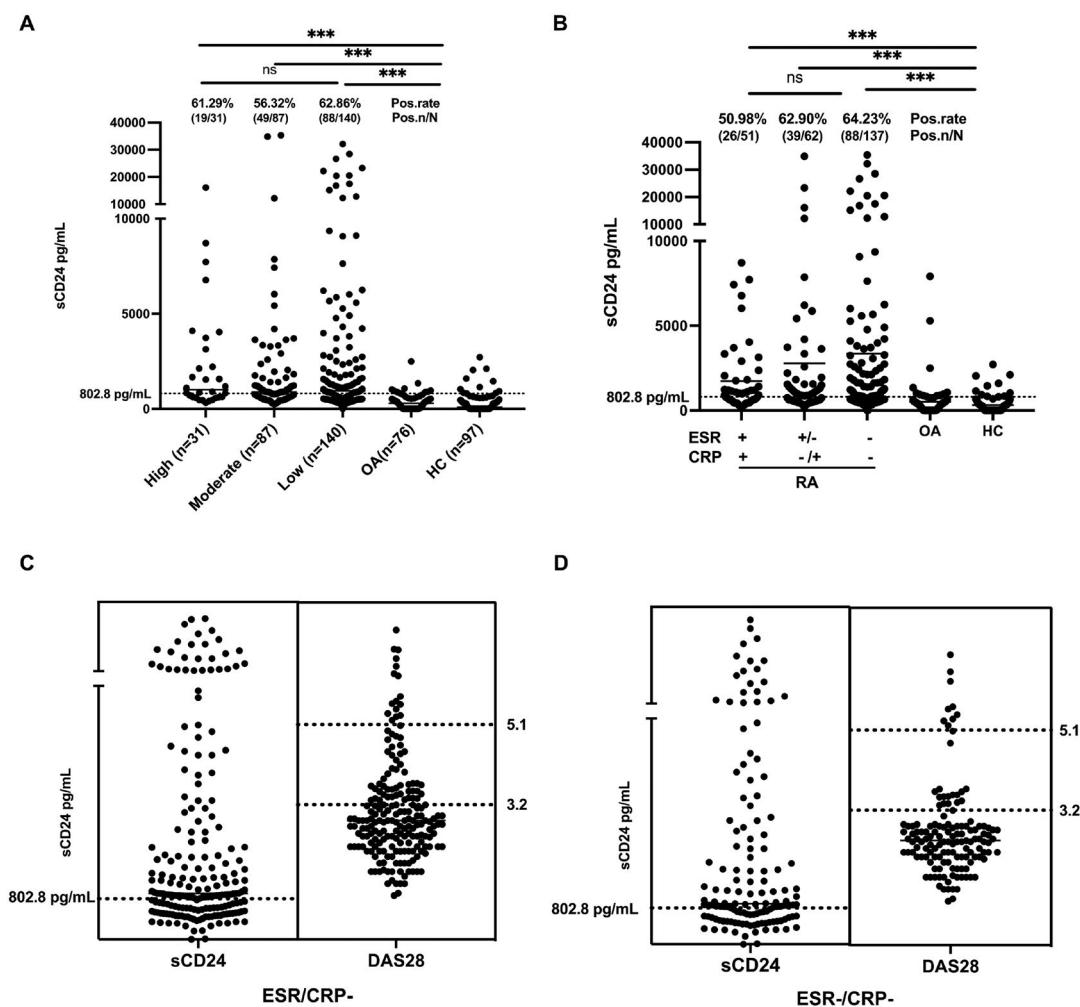 A
***
***
ns
***
61.29% 56.32% 62.86% Pos.rate
(19/31) (49/87) (88/140) Pos.n/N
40000
30000
20000
10000
10000
5000
802.8 pg/mL
0
sCD24 pg/mL
High (n=31)
Moderate (n=87)
Low (n=140)
OA(n=76)
HC (n=97)
B
***
***
ns
***
50.98% 62.90% 64.23% Pos.rate
(26/51) (39/62) (88/137) Pos.n/N
40000
30000
20000
10000
10000
5000
802.8 pg/mL
0
sCD24 pg/mL
ESR + +/- - OA HC
CRP + - /+ -
RA
C
sCD24 pg/mL
802.8 pg/mL
5.1
3.2
sCD24 DAS28
ESR/CRP-
D
sCD24 pg/mL
802.8 pg/mL
5.1
3.2
sCD24 DAS28
ESR-/CRP-